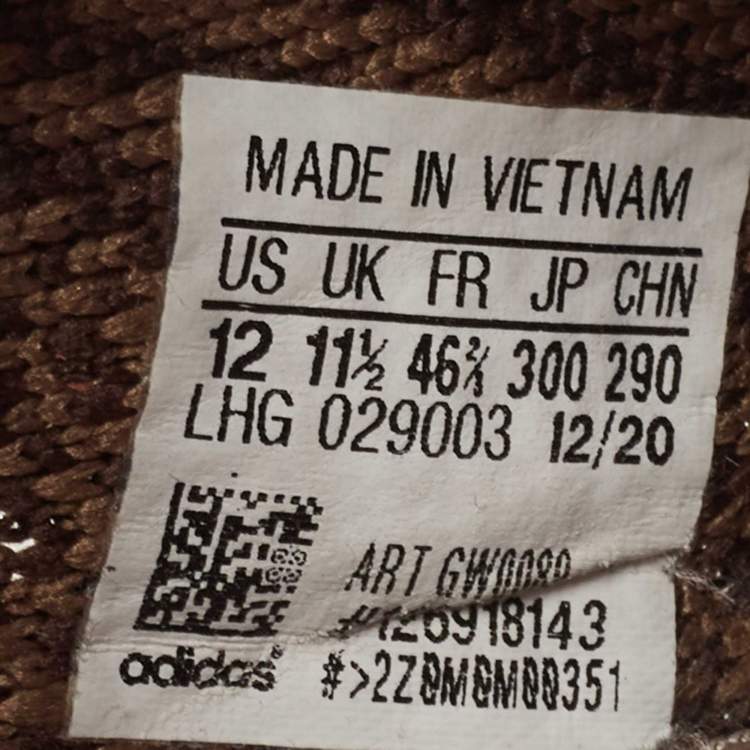 MADE IN VIETNAM
US UK FR JP CHN
12 11½ 46⅔ 300 290
LHG 029003 12/20
ART GW0089
#126918143
adidas
#>2Z0M0M00351